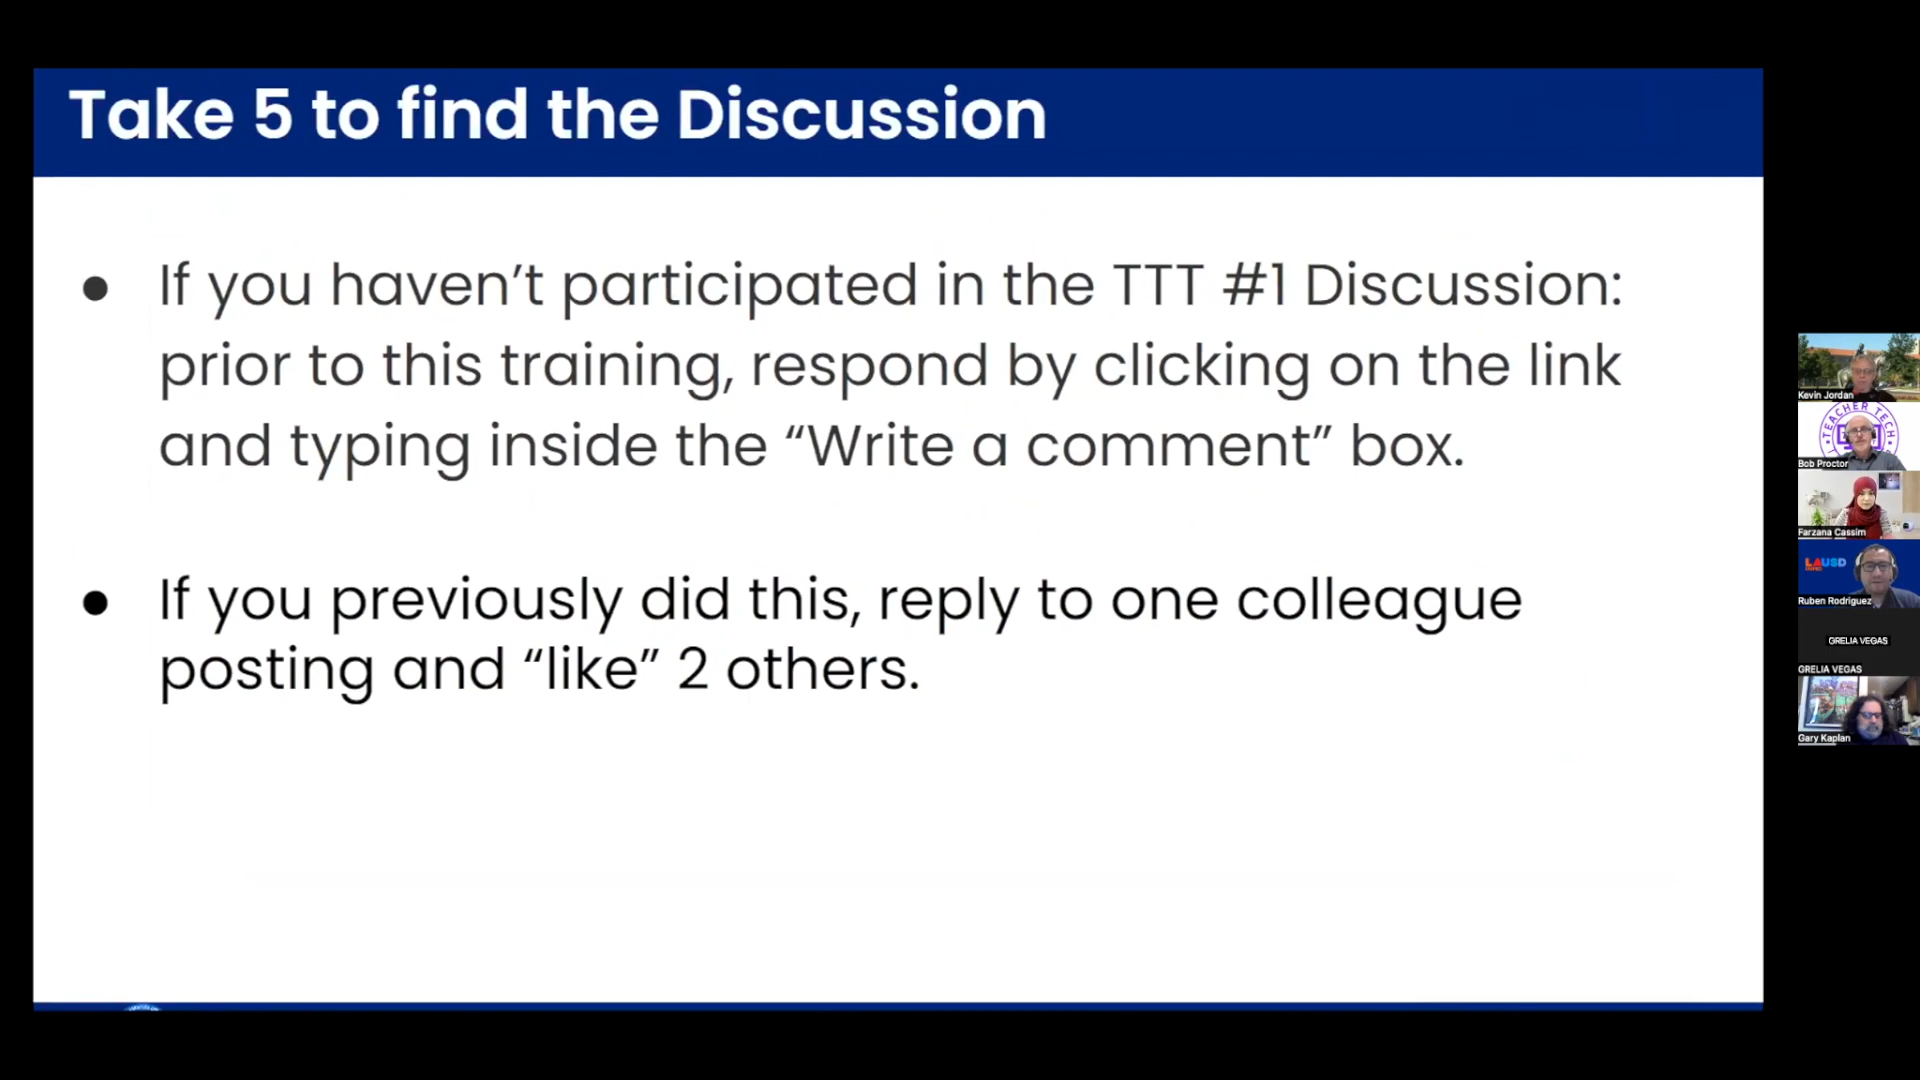 Take 5 to find the Discussion
● If you haven’t participated in the TTT #1 Discussion:
prior to this training, respond by clicking on the link
and typing inside the “Write a comment” box.
● If you previously did this, reply to one colleague
posting and “like” 2 others.
Kevin Jordan
TEACHER TECH
Bob Proctor
Farzana Cassim
LAUSD
Ruben Rodriguez
GRELIA VEGAS
GRELIA VEGAS
Gary Kaplan